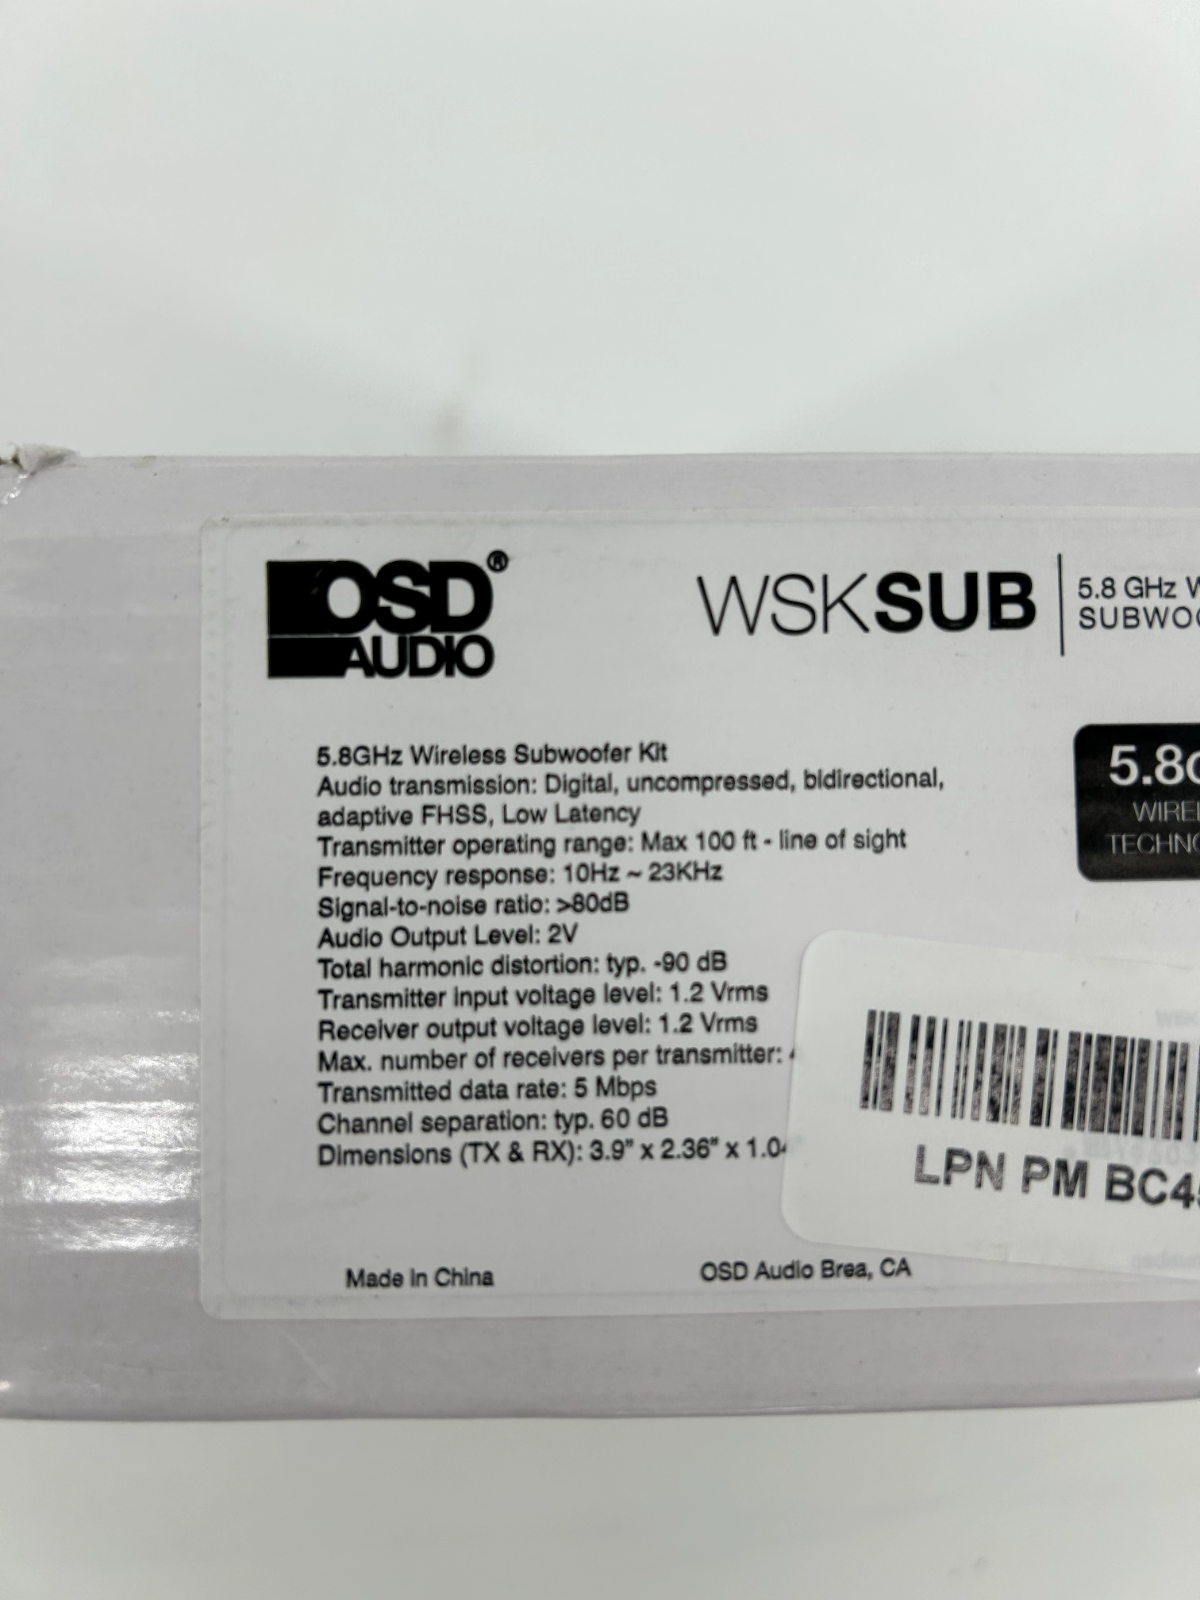 OSD®
AUDIO
WSKSUB
5.8 GHz
5.8GHz Wireless Subwoofer Kit
Audio transmission: Digital, uncompressed, bidirectional,
adaptive FHSS, Low Latency
Transmitter operating range: Max 100 ft - line of sight
Frequency response: 10Hz ~ 23KHz
Signal-to-noise ratio: >80dB
Audio Output Level: 2V
Total harmonic distortion: typ. -90 dB
Transmitter input voltage level: 1.2 Vrms
Receiver output voltage level: 1.2 Vrms
Max. number of receivers per transmitter:
Transmitted data rate: 5 Mbps
Channel separation: typ. 60 dB
Dimensions (TX & RX): 3.9" x 2.36" x 1.0
LPN PM
Made in China
OSD Audio Brea, CA